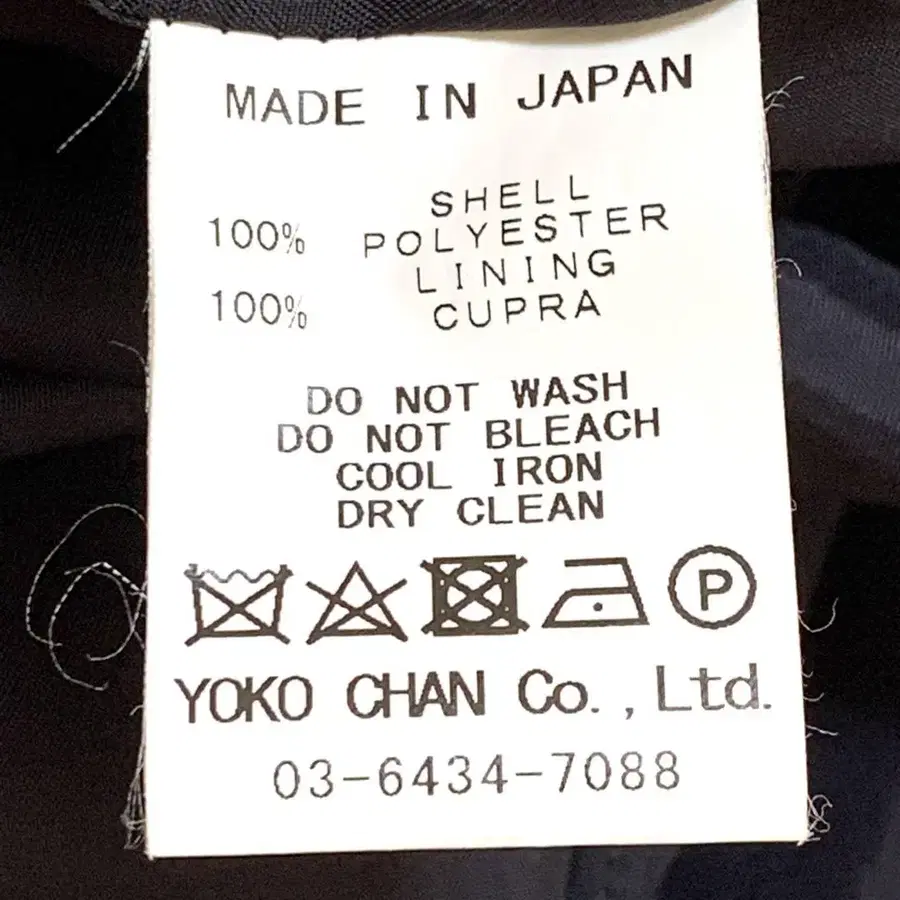 MADE IN JAPAN
SHELL
100% POLYESTER
LINING
100% CUPRA
DO NOT WASH
DO NOT BLEACH
COOL IRON
DRY CLEAN
P
YOKO CHAN Co.,Ltd.
03-6434-7088